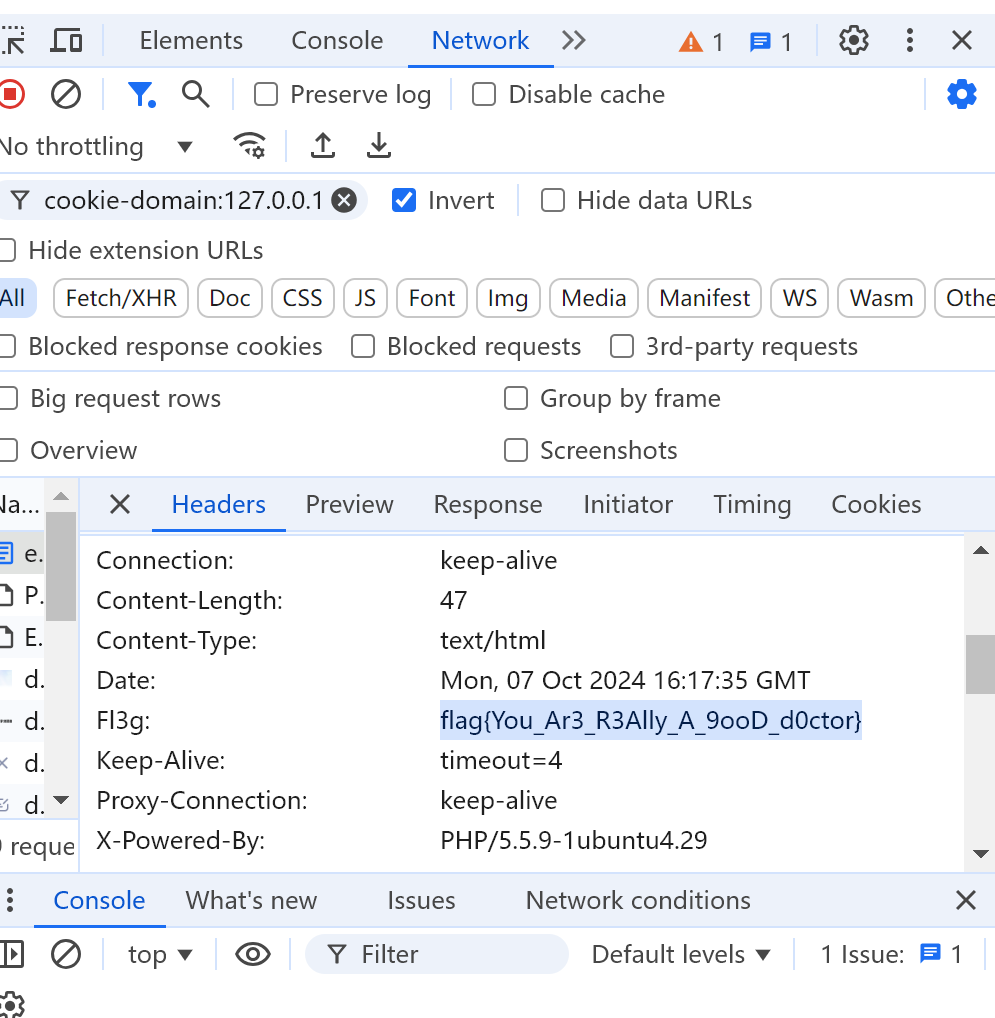 Elements Console Network 1 1
Preserve log Disable cache
No throttling
cookie-domain:127.0.0.1 Invert Hide data URLs
Hide extension URLs
All Fetch/XHR Doc CSS JS Font Img Media Manifest WS Wasm Othe
Blocked response cookies Blocked requests 3rd-party requests
Big request rows Group by frame
Overview Screenshots
Na... Headers Preview Response Initiator Timing Cookies
e.
P.
E.
d.
d.
d.
d.
reque
Connection: keep-alive
Content-Length: 47
Content-Type: text/html
Date: Mon, 07 Oct 2024 16:17:35 GMT
Fl3g: flag{You_Ar3_R3Ally_A_9ooD_d0ctor}
Keep-Alive: timeout=4
Proxy-Connection: keep-alive
X-Powered-By: PHP/5.5.9-1ubuntu4.29
Console What's new Issues Network conditions
top Filter Default levels 1 Issue: 1